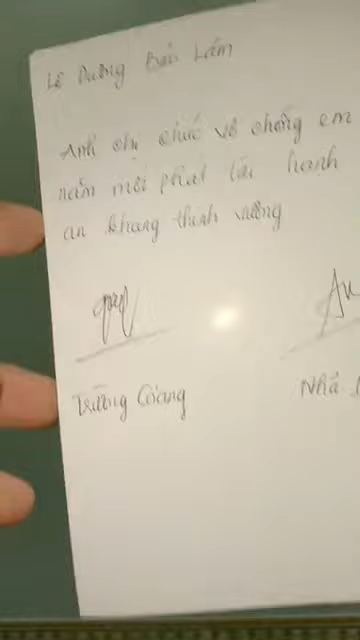 Lê Dương Bảo Lâm
Anh chị chúc vợ chồng em
năm mới phát tài hạnh
an khang thịnh vượng
Trường Giang
Nhã